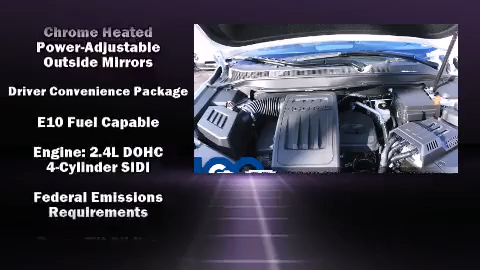 Chrome Heated
Power-Adjustable
Outside Mirrors
Driver Convenience Package
E10 Fuel Capable
Engine: 2.4L DOHC
4-Cylinder SIDI
Federal Emissions
Requirements